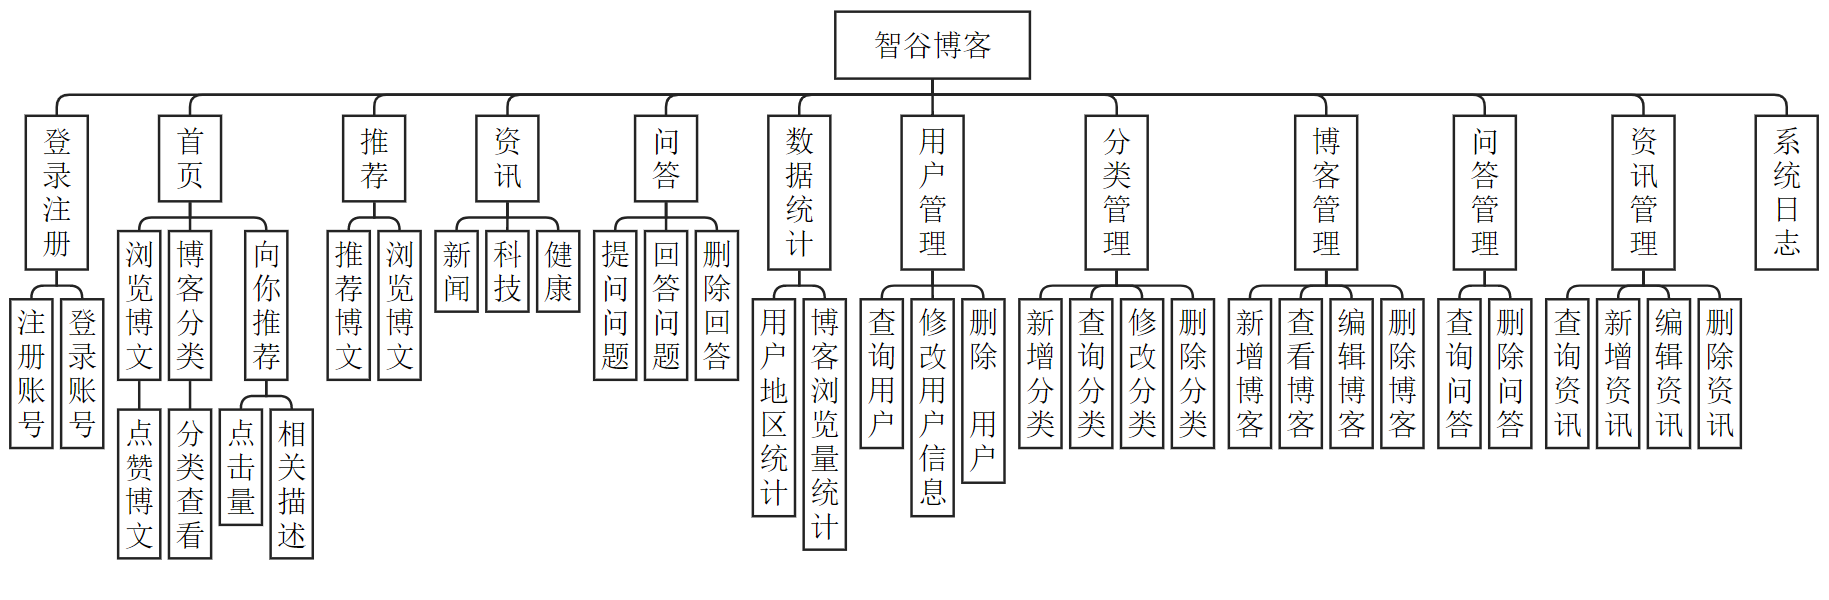 智谷博客
登录注册
首页
推荐
资讯
问答
数据统计
用户管理
分类管理
博客管理
问答管理
资讯管理
系统日志
浏览博文
博客分类
向你推荐
推荐博文
浏览博文
新闻
科技
健康
提问问题
回答问题
删除回答
注册账号
登录账号
用户地区统计
博客浏览量统计
查询用户
修改用户信息
删除 用户
新增分类
查询分类
修改分类
删除分类
新增博客
查看博客
编辑博客
删除博客
查询问答
删除问答
查询资讯
新增资讯
编辑资讯
删除资讯
点赞博文
分类查看
点击量
相关描述